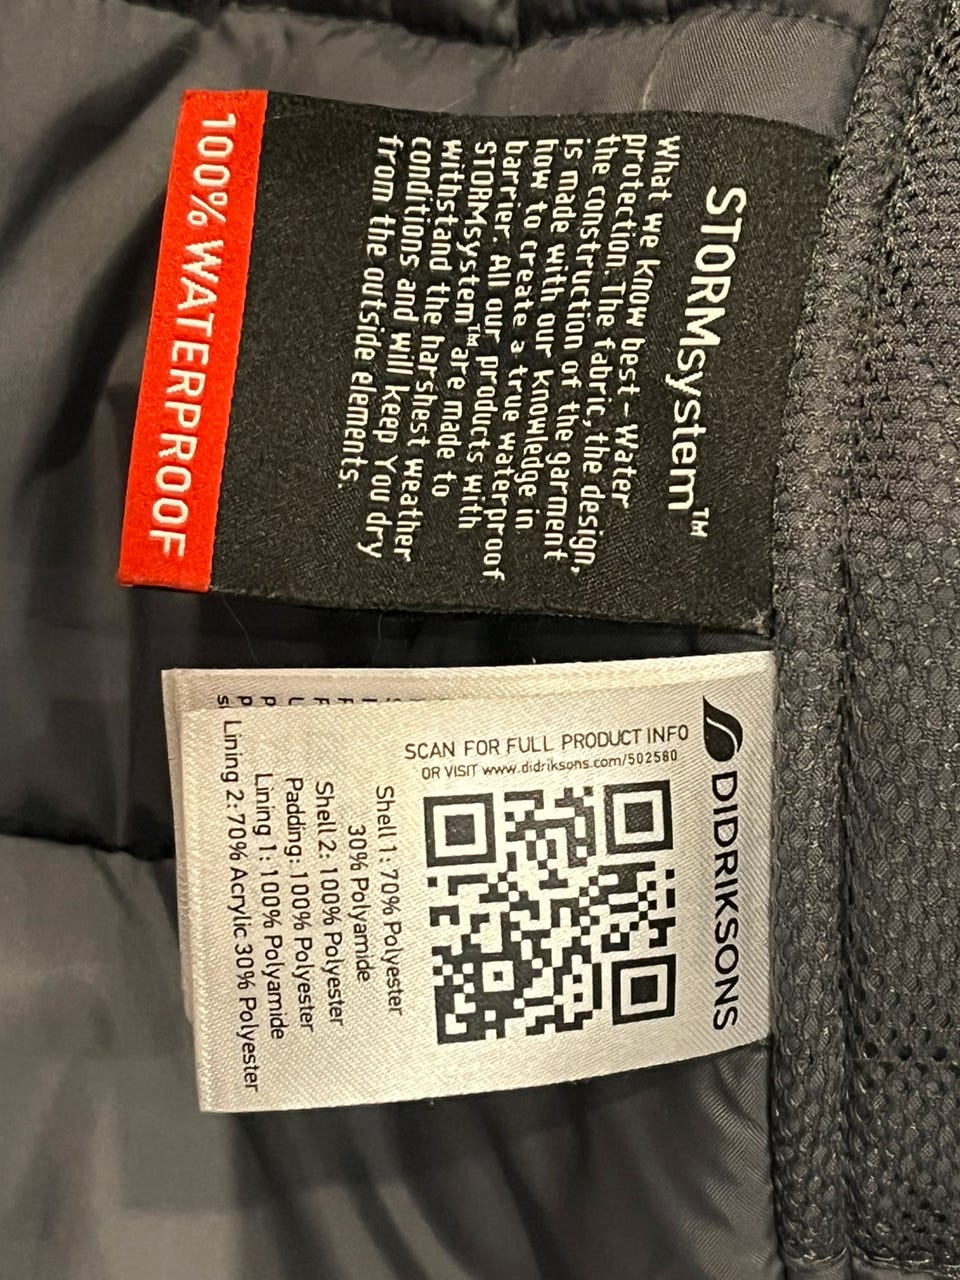 STORMsystem™
What we know best - Water
protection. The fabric, the design,
the construction of the garment
is made with our knowledge in
how to create a true waterproof
barrier. All our products with
STORMsystem™ are made to
withstand the harshest weather
conditions and will keep You dry
from the outside elements.
100% WATERPROOF
DIDRIKSONS
SCAN FOR FULL PRODUCT INFO
OR VISIT www.didriksons.com/502580
Shell 1: 70% Polyester
30% Polyamide
Shell 2: 100% Polyester
Padding: 100% Polyester
Lining 1: 100% Polyamide
Lining 2: 70% Acrylic 30% Polyester